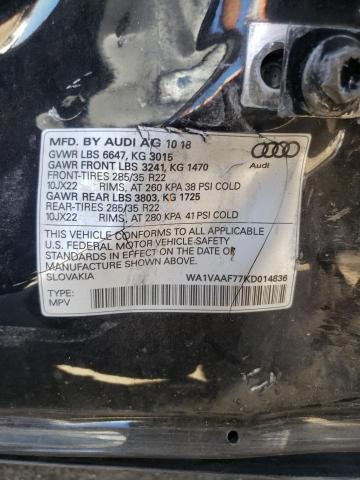 MFD. BY AUDI AG 10 18
GVWR LBS 6647, KG 3015
GAWR FRONT LBS 3241, KG 1470
FRONT-TIRES 285/35 R22
10JX22 RIMS, AT 260 KPA 38 PSI COLD
GAWR REAR LBS 3803, KG 1725
REAR-TIRES 285/35 R22
10JX22 RIMS, AT 280 KPA 41 PSI COLD
Audi
THIS VEHICLE CONFORMS TO ALL APPLICABLE
U.S. FEDERAL MOTOR VEHICLE-SAFETY-
STANDARDS IN EFFECT ON THE DATE OF
MANUFACTURE SHOWN ABOVE.
SLOVAKIA WA1VAAF77KD014836
TYPE:
MPV